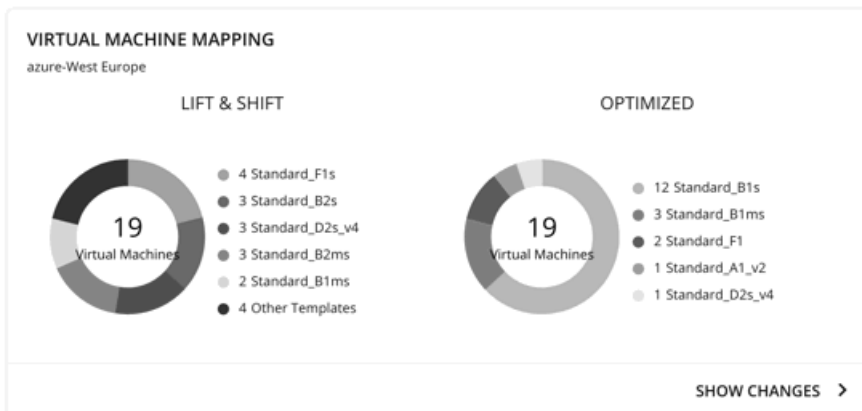 VIRTUAL MACHINE MAPPING
azure-West Europe
LIFT & SHIFT
19
Virtual Machines
4 Standard_F1s
3 Standard_B2s
3 Standard_D2s_v4
3 Standard_B2ms
2 Standard_B1ms
4 Other Templates
OPTIMIZED
19
Virtual Machines
12 Standard_B1s
3 Standard_B1ms
2 Standard_F1
1 Standard_A1_v2
1 Standard_D2s_v4
SHOW CHANGES